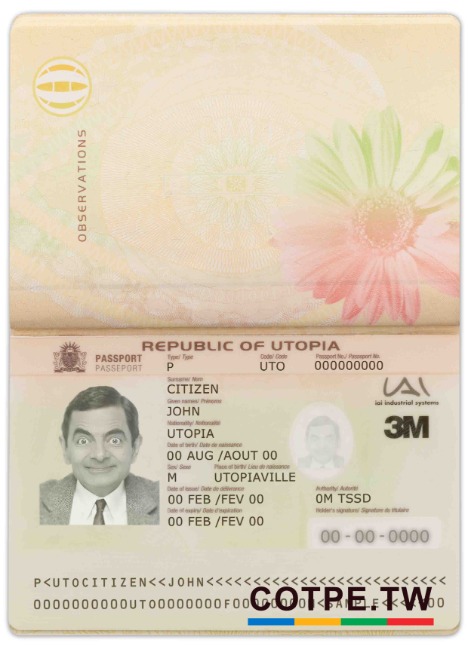 OBSERVATIONS
REPUBLIC OF UTOPIA
PASSPORT
PASSEPORT
Type/ Type
Code/ Code
Passport No./ Passeport No.
P
UTO
000000000
Surname/ Nom
CITIZEN
Given names/ Prénoms
JOHN
Nationality/ Nationalité
UTOPIA
Date of birth/ Date de naissance
00 AUG /AOUT 00
Sex/ Sexe
Place of birth/ Lieu de naissance
M
UTOPIAVILLE
Date of issue/ Date de délivrance
Authority/ Autorité
00 FEB /FEV 00
0M TSSD
Date of expiry/ Date d'expiration
Holder's signature/ Signature du titulaire
00 FEB /FEV 00
IAI
iai industrial systems
3M
00-00-0000
P<UTOCITIZEN<<JOHN<<<<<<<<<<<<<<<<<<<<<<<<<<
COTPE.TW